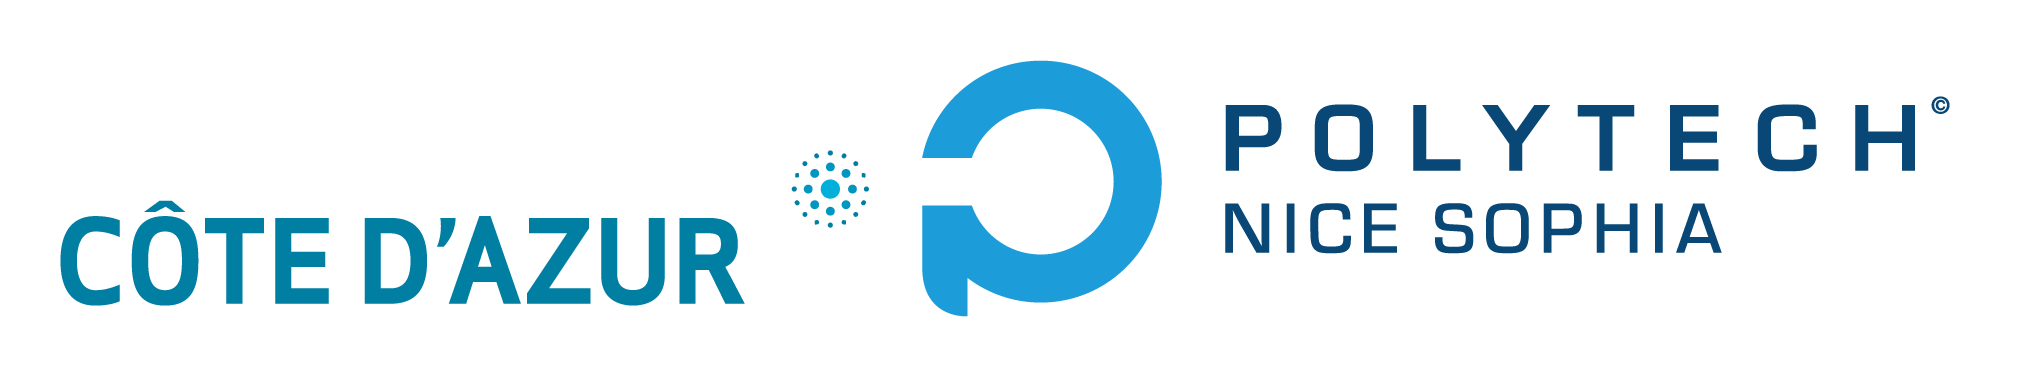 CÔTE D'AZUR
POLYTECH©
NICE SOPHIA